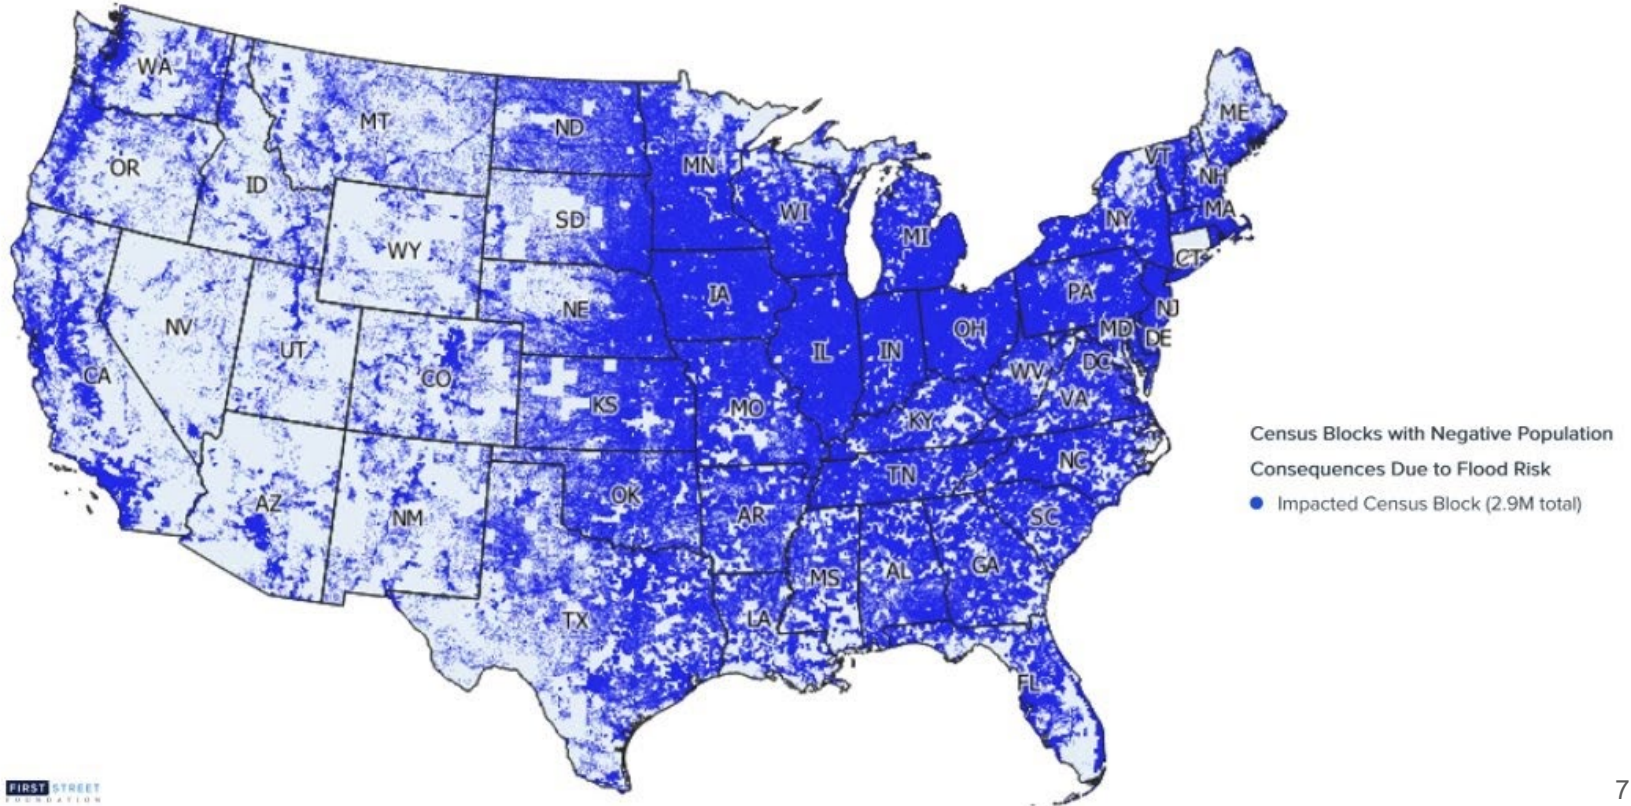 WA
MT
ND
MN
ME
OR
ID
SD
WI
MI
VT
NH
NY
MA
CT
WY
NE
IA
PA
NJ
NV
UT
CO
IL
IN
OH
MD
DE
DC
CA
KS
MO
WV
VA
KY
Census Blocks with Negative Population
Consequences Due to Flood Risk
Impacted Census Block (2.9M total)
AZ
NM
OK
AR
TN
NC
SC
TX
LA
MS
AL
GA
FL
FIRST STREET
FOUNDATION
7